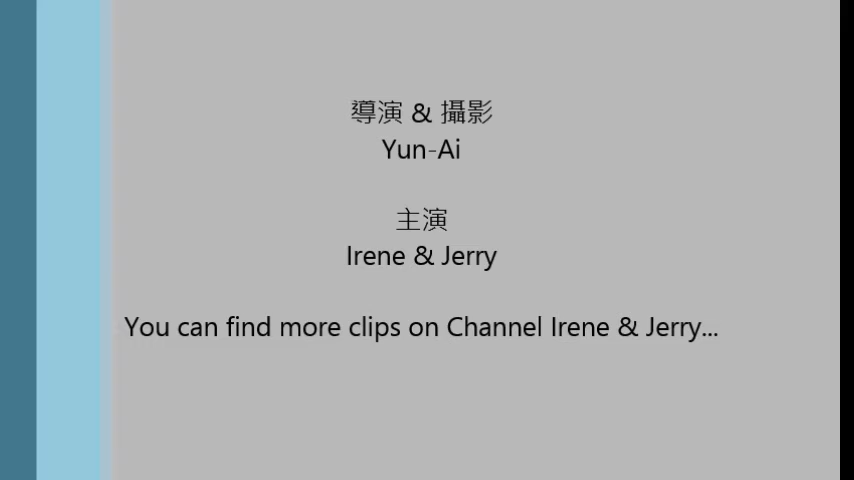 導演 & 攝影
Yun-Ai
主演
Irene & Jerry
You can find more clips on Channel Irene & Jerry...